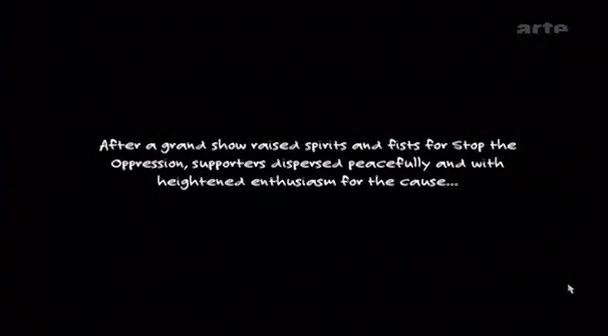 arte
After a grand show raised spirits and fists for Stop the
Oppression, supporters dispersed peacefully and with
heightened enthusiasm for the cause...